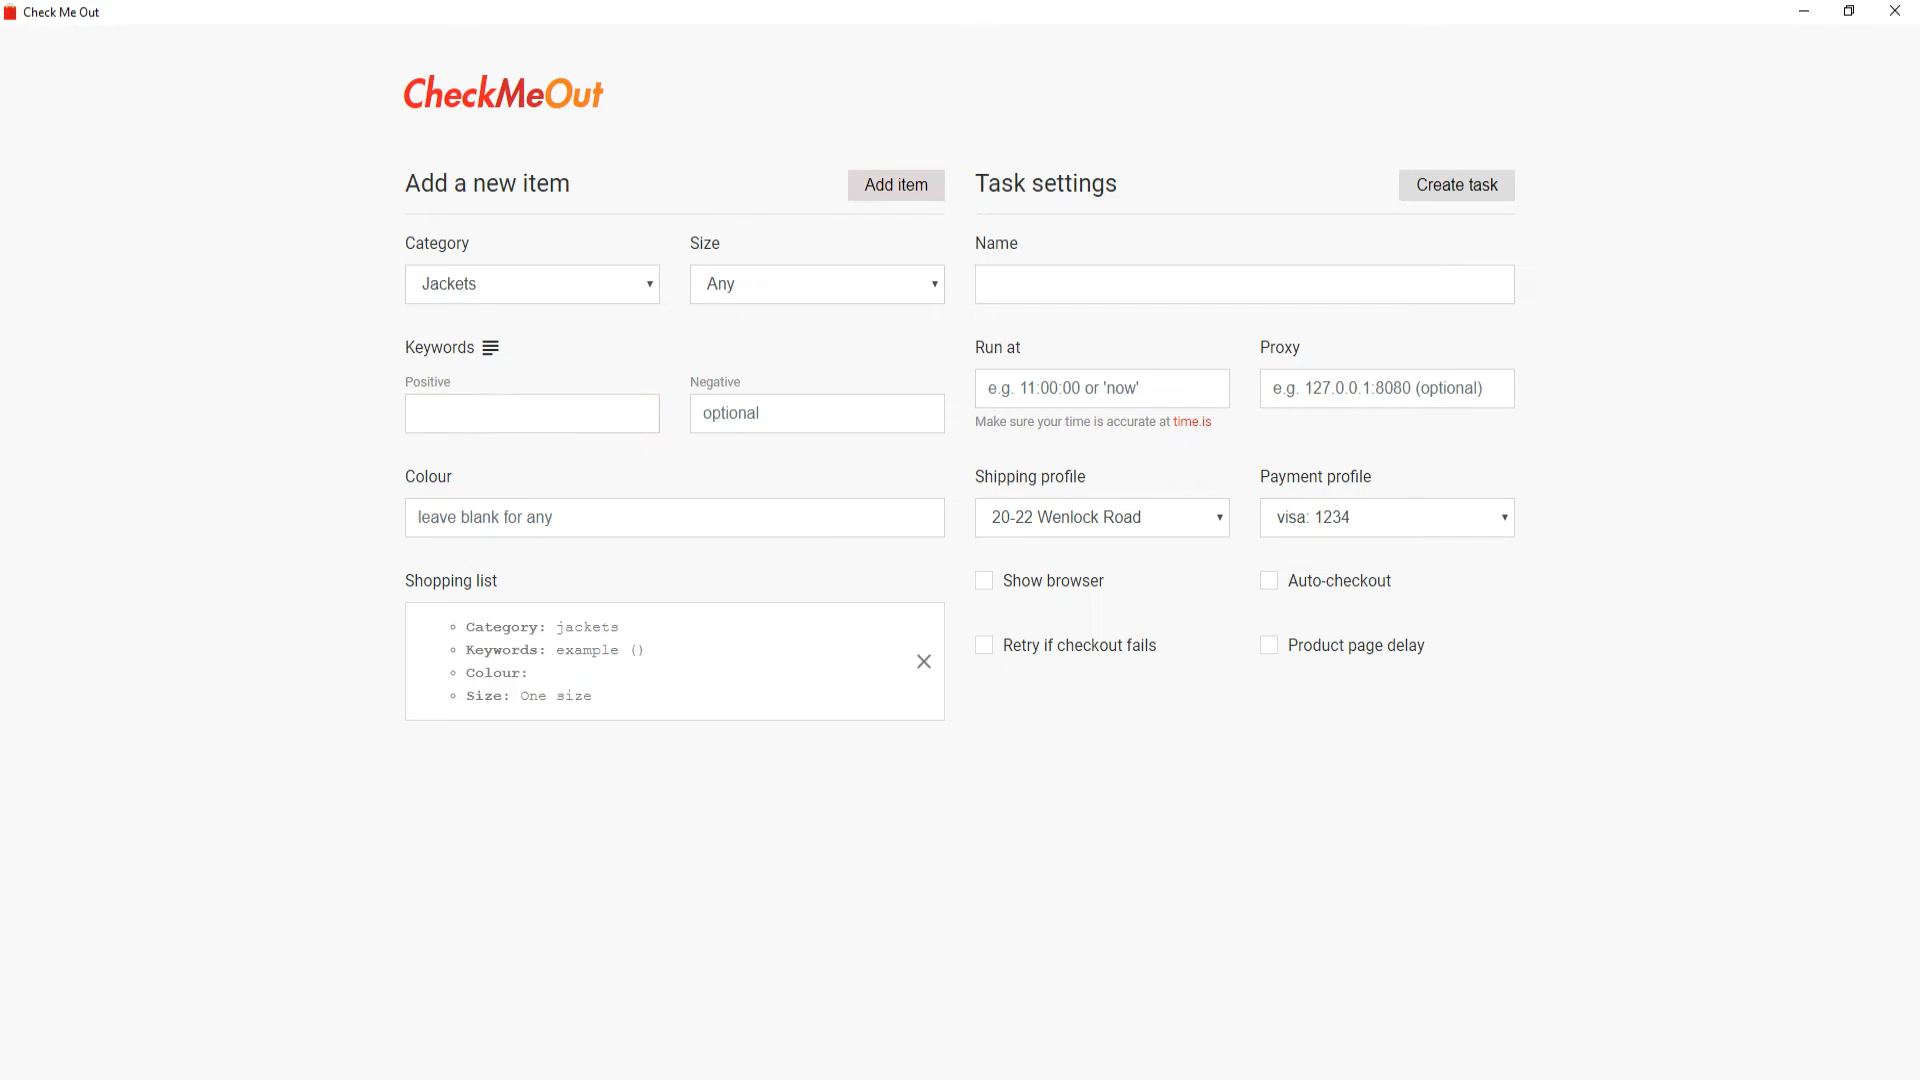 Check Me Out
CheckMeOut
Add a new item
Add item
Category
Size
Jackets
Any
Keywords
Positive
Negative
optional
Colour
leave blank for any
Shopping list
Category: jackets
Keywords: example ()
Colour:
Size: One size
Task settings
Create task
Name
Run at
Proxy
e.g. 11:00:00 or 'now'
e.g. 127.0.0.1:8080 (optional)
Make sure your time is accurate at time.is
Shipping profile
Payment profile
20-22 Wenlock Road
visa: 1234
Show browser
Auto-checkout
Retry if checkout fails
Product page delay